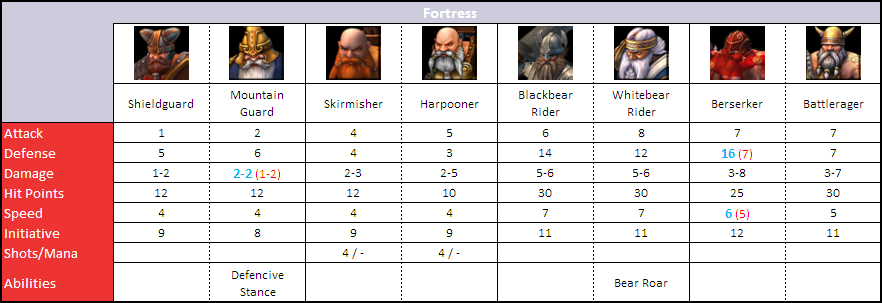 Fortress
Shieldguard Mountain Guard Skirmisher Harpooner Blackbear Rider Whitebear Rider Berserker Battlerager
Attack 1 2 4 5 6 8 7 7
Defense 5 6 4 3 14 12 16 (7) 7
Damage 1-2 2-2 (1-2) 2-3 2-5 5-6 5-6 3-8 3-7
Hit Points 12 12 12 10 30 30 25 30
Speed 4 4 4 4 7 7 6 (5) 5
Initiative 9 8 9 9 11 11 12 11
Shots/Mana 4 / - 4 / -
Abilities Defencive Stance Bear Roar